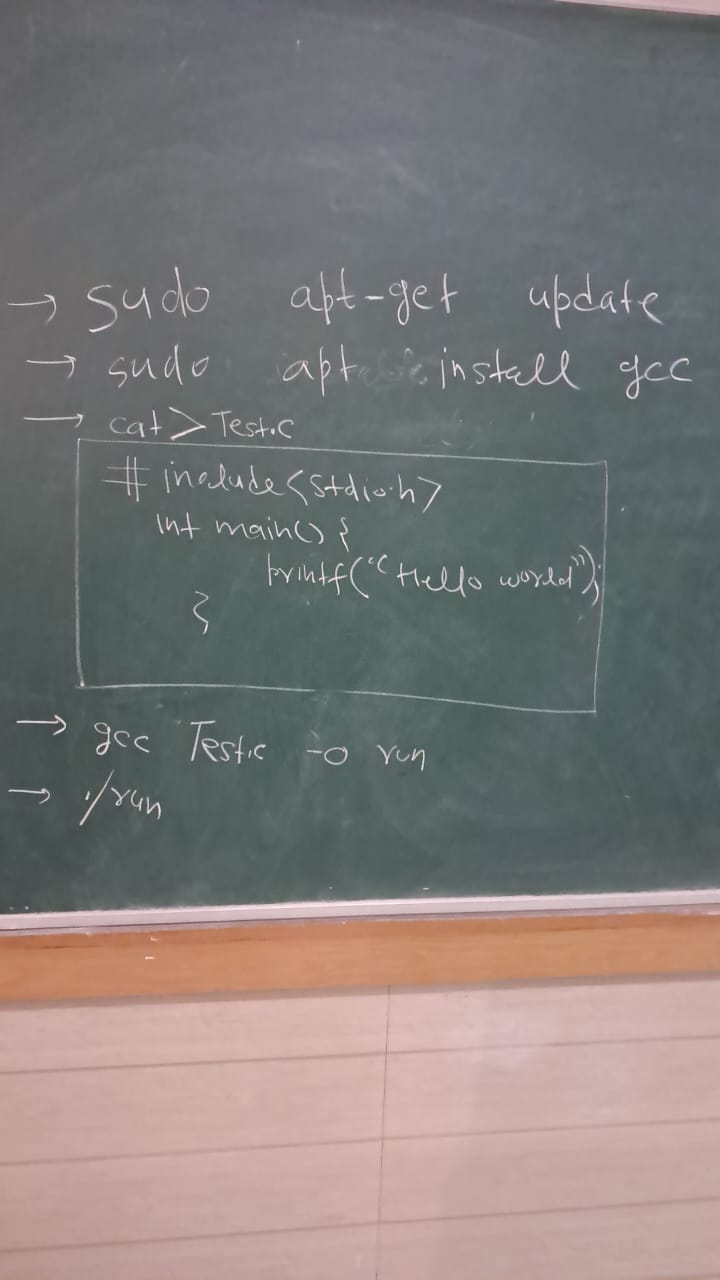 → sudo apt-get update
→ sudo apt install gcc
→ cat > Test.c
# include <stdio.h>
int main() {
printf("Hello world");
}
→ gcc Test.c -o run
→ ./run